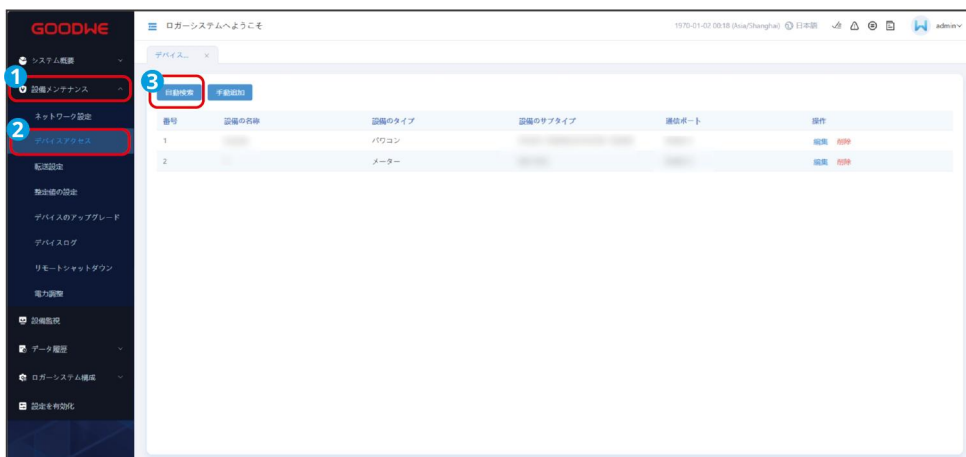 GOODWE
ロガーシステムへようこそ
1970-01-02 00:18 (Asia/Shanghai) 日本語 admin
システム概要
デバイス... ×
1
設備メンテナンス
3
自動検索 手動追加
ネットワーク設定
番号 設備の名称 設備のタイプ 設備のサブタイプ 通信ポート 操作
2
デバイスアクセス
1 パワコン 編集 削除
転送設定
2 メーター 編集 削除
整定値の設定
デバイスのアップグレード
デバイスログ
リモートシャットダウン
電力調整
設備監視
データ履歴
ロガーシステム構成
設定を有効化